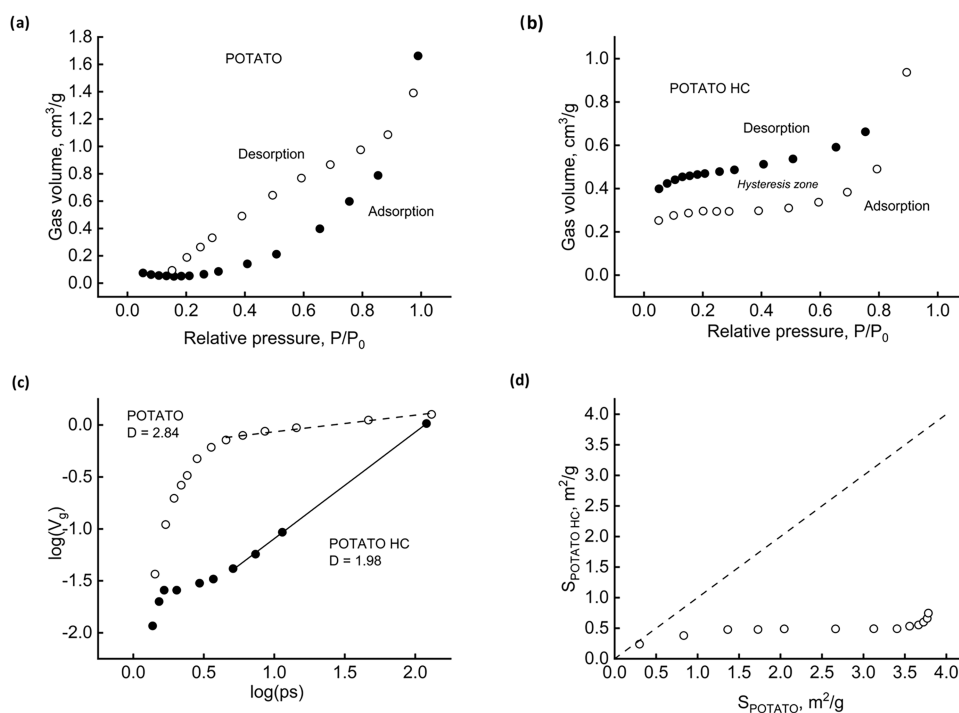 (a)
1.8
1.6
1.4
1.2
1.0
0.8
0.6
0.4
0.2
0.0
Gas volume, cm³/g
POTATO
Desorption
Adsorption
0.0 0.2 0.4 0.6 0.8 1.0
Relative pressure, P/P₀
(b)
1.0
0.8
0.6
0.4
0.2
0.0
Gas volume, cm³/g
POTATO HC
Desorption
Hysteresis zone
Adsorption
0.0 0.2 0.4 0.6 0.8 1.0
Relative pressure, P/P₀
(c)
0.0
-0.5
-1.0
-1.5
-2.0
log(V₉)
POTATO
D = 2.84
POTATO HC
D = 1.98
0.0 0.5 1.0 1.5 2.0
log(ps)
(d)
4.0
3.5
3.0
2.5
2.0
1.5
1.0
0.5
0.0
S_POTATO HC, m²/g
0.0 0.5 1.0 1.5 2.0 2.5 3.0 3.5 4.0
S_POTATO, m²/g